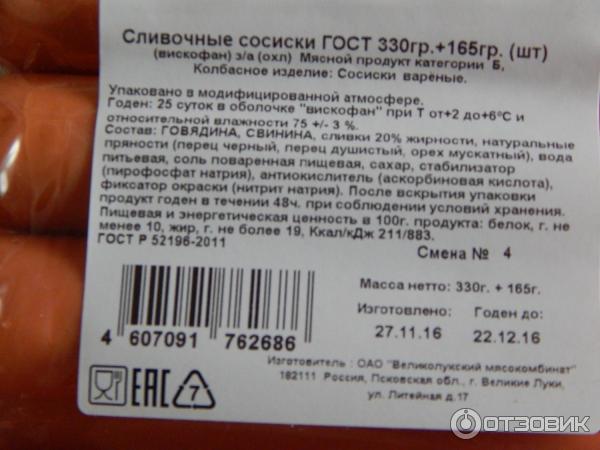 Сливочные сосиски ГОСТ 330гр.+165гр. (шт)
(вискофан) з/а (охл) Мясной продукт категории Б,
Колбасное изделие: Сосиски вареные.
Упаковано в модифицированной атмосфере.
Годен: 25 суток в оболочке "вискофан" при Т от+2 до+6°С и
относительной влажности 75 +/- 3 %.
Состав: ГОВЯДИНА, СВИНИНА, сливки 20% жирности, натуральные
пряности (перец черный, перец душистый, орех мускатный), вода
питьевая, соль поваренная пищевая, сахар, стабилизатор
(пирофосфат натрия), антиокислитель (аскорбиновая кислота),
фиксатор окраски (нитрит натрия). После вскрытия упаковки
продукт годен в течении 48ч. при соблюдении условий хранения.
Пищевая и энергетическая ценность в 100г. продукта: белок, г. не
менее 10, жир, г. не более 19, Ккал/кДж 211/883.
ГОСТ Р 52196-2011
Смена № 4
Масса нетто: 330г. + 165г.
Изготовлено: Годен до:
27.11.16 22.12.16
4 607091 762686
Изготовитель : ОАО "Великолукский мясокомбинат"
182111 Россия, Псковская обл., г. Великие Луки,
ул. Литейная д.17
EAC 7
ОТЗОВИК